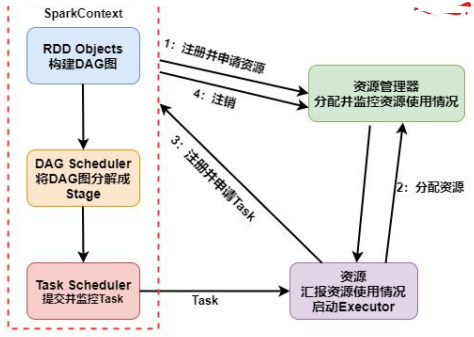 SparkContext
RDD Objects
构建DAG图
1：注册并申请资源
4：注销
资源管理器
分配并监控资源使用情况
DAG Scheduler
将DAG图分解成
Stage
3：注册并申请Task
2：分配资源
Task Scheduler
提交并监控Task
Task
资源
汇报资源使用情况
启动Executor